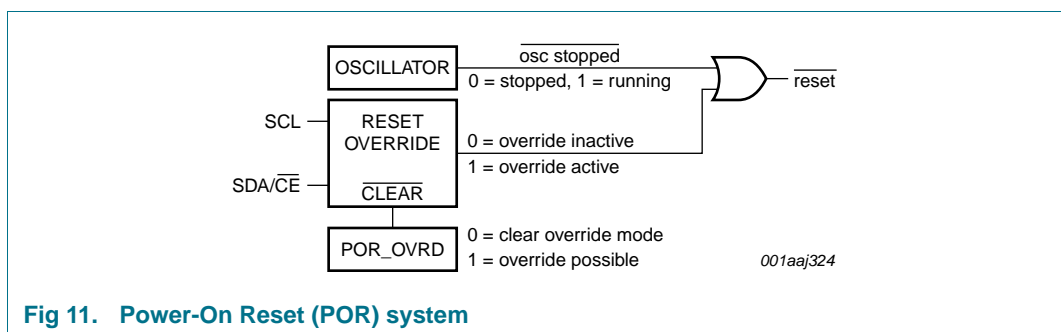 OSCILLATOR
osc stopped
0 = stopped, 1 = running
reset
SCL
RESET
OVERRIDE
0 = override inactive
1 = override active
SDA/CE
CLEAR
POR_OVRD
0 = clear override mode
1 = override possible
001aaj324
Fig 11. Power-On Reset (POR) system